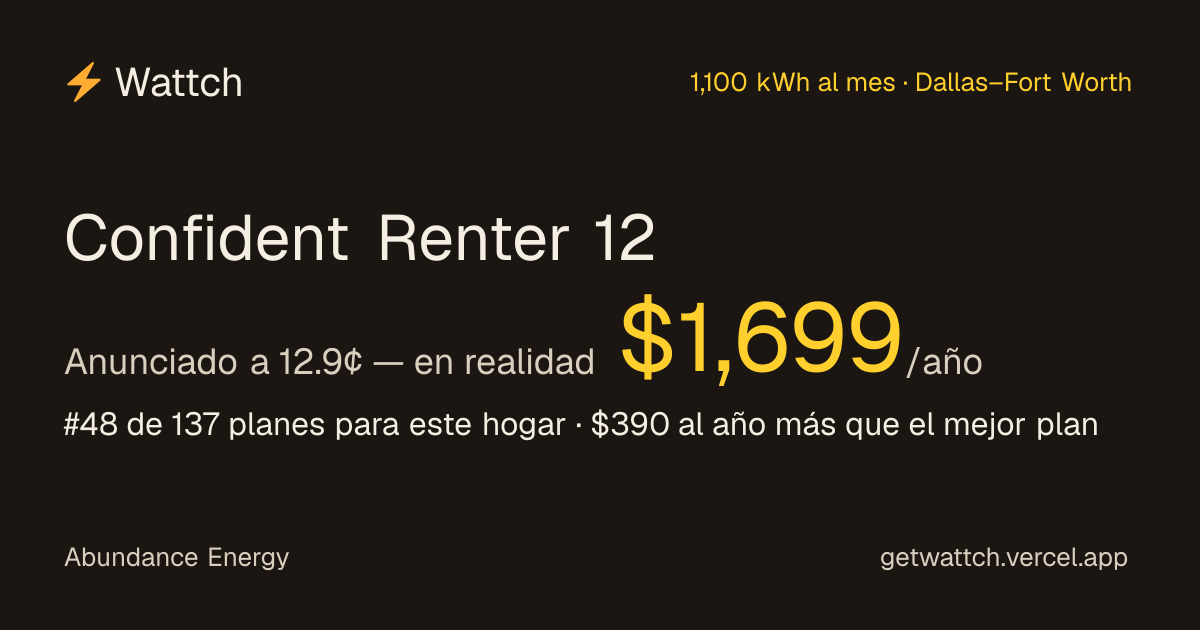 ⚡ Wattch
1,100 kWh al mes · Dallas–Fort Worth
Confident Renter 12
Anunciado a 12.9¢ — en realidad $1,699/año
#48 de 137 planes para este hogar · $390 al año más que el mejor plan
Abundance Energy
getwattch.vercel.app